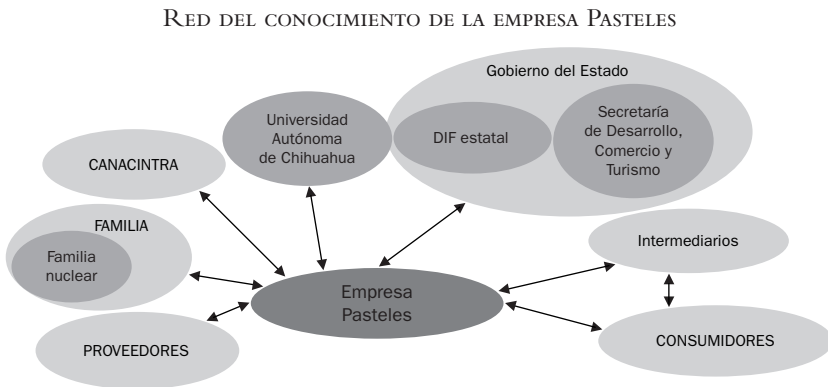 RED DEL CONOCIMIENTO DE LA EMPRESA PASTELES
Gobierno del Estado
Universidad
Autónoma
de Chihuahua
DIF estatal
Secretaría
de Desarrollo,
Comercio y
Turismo
CANACINTRA
FAMILIA
Familia
nuclear
Intermediarios
Empresa
Pasteles
PROVEEDORES
CONSUMIDORES